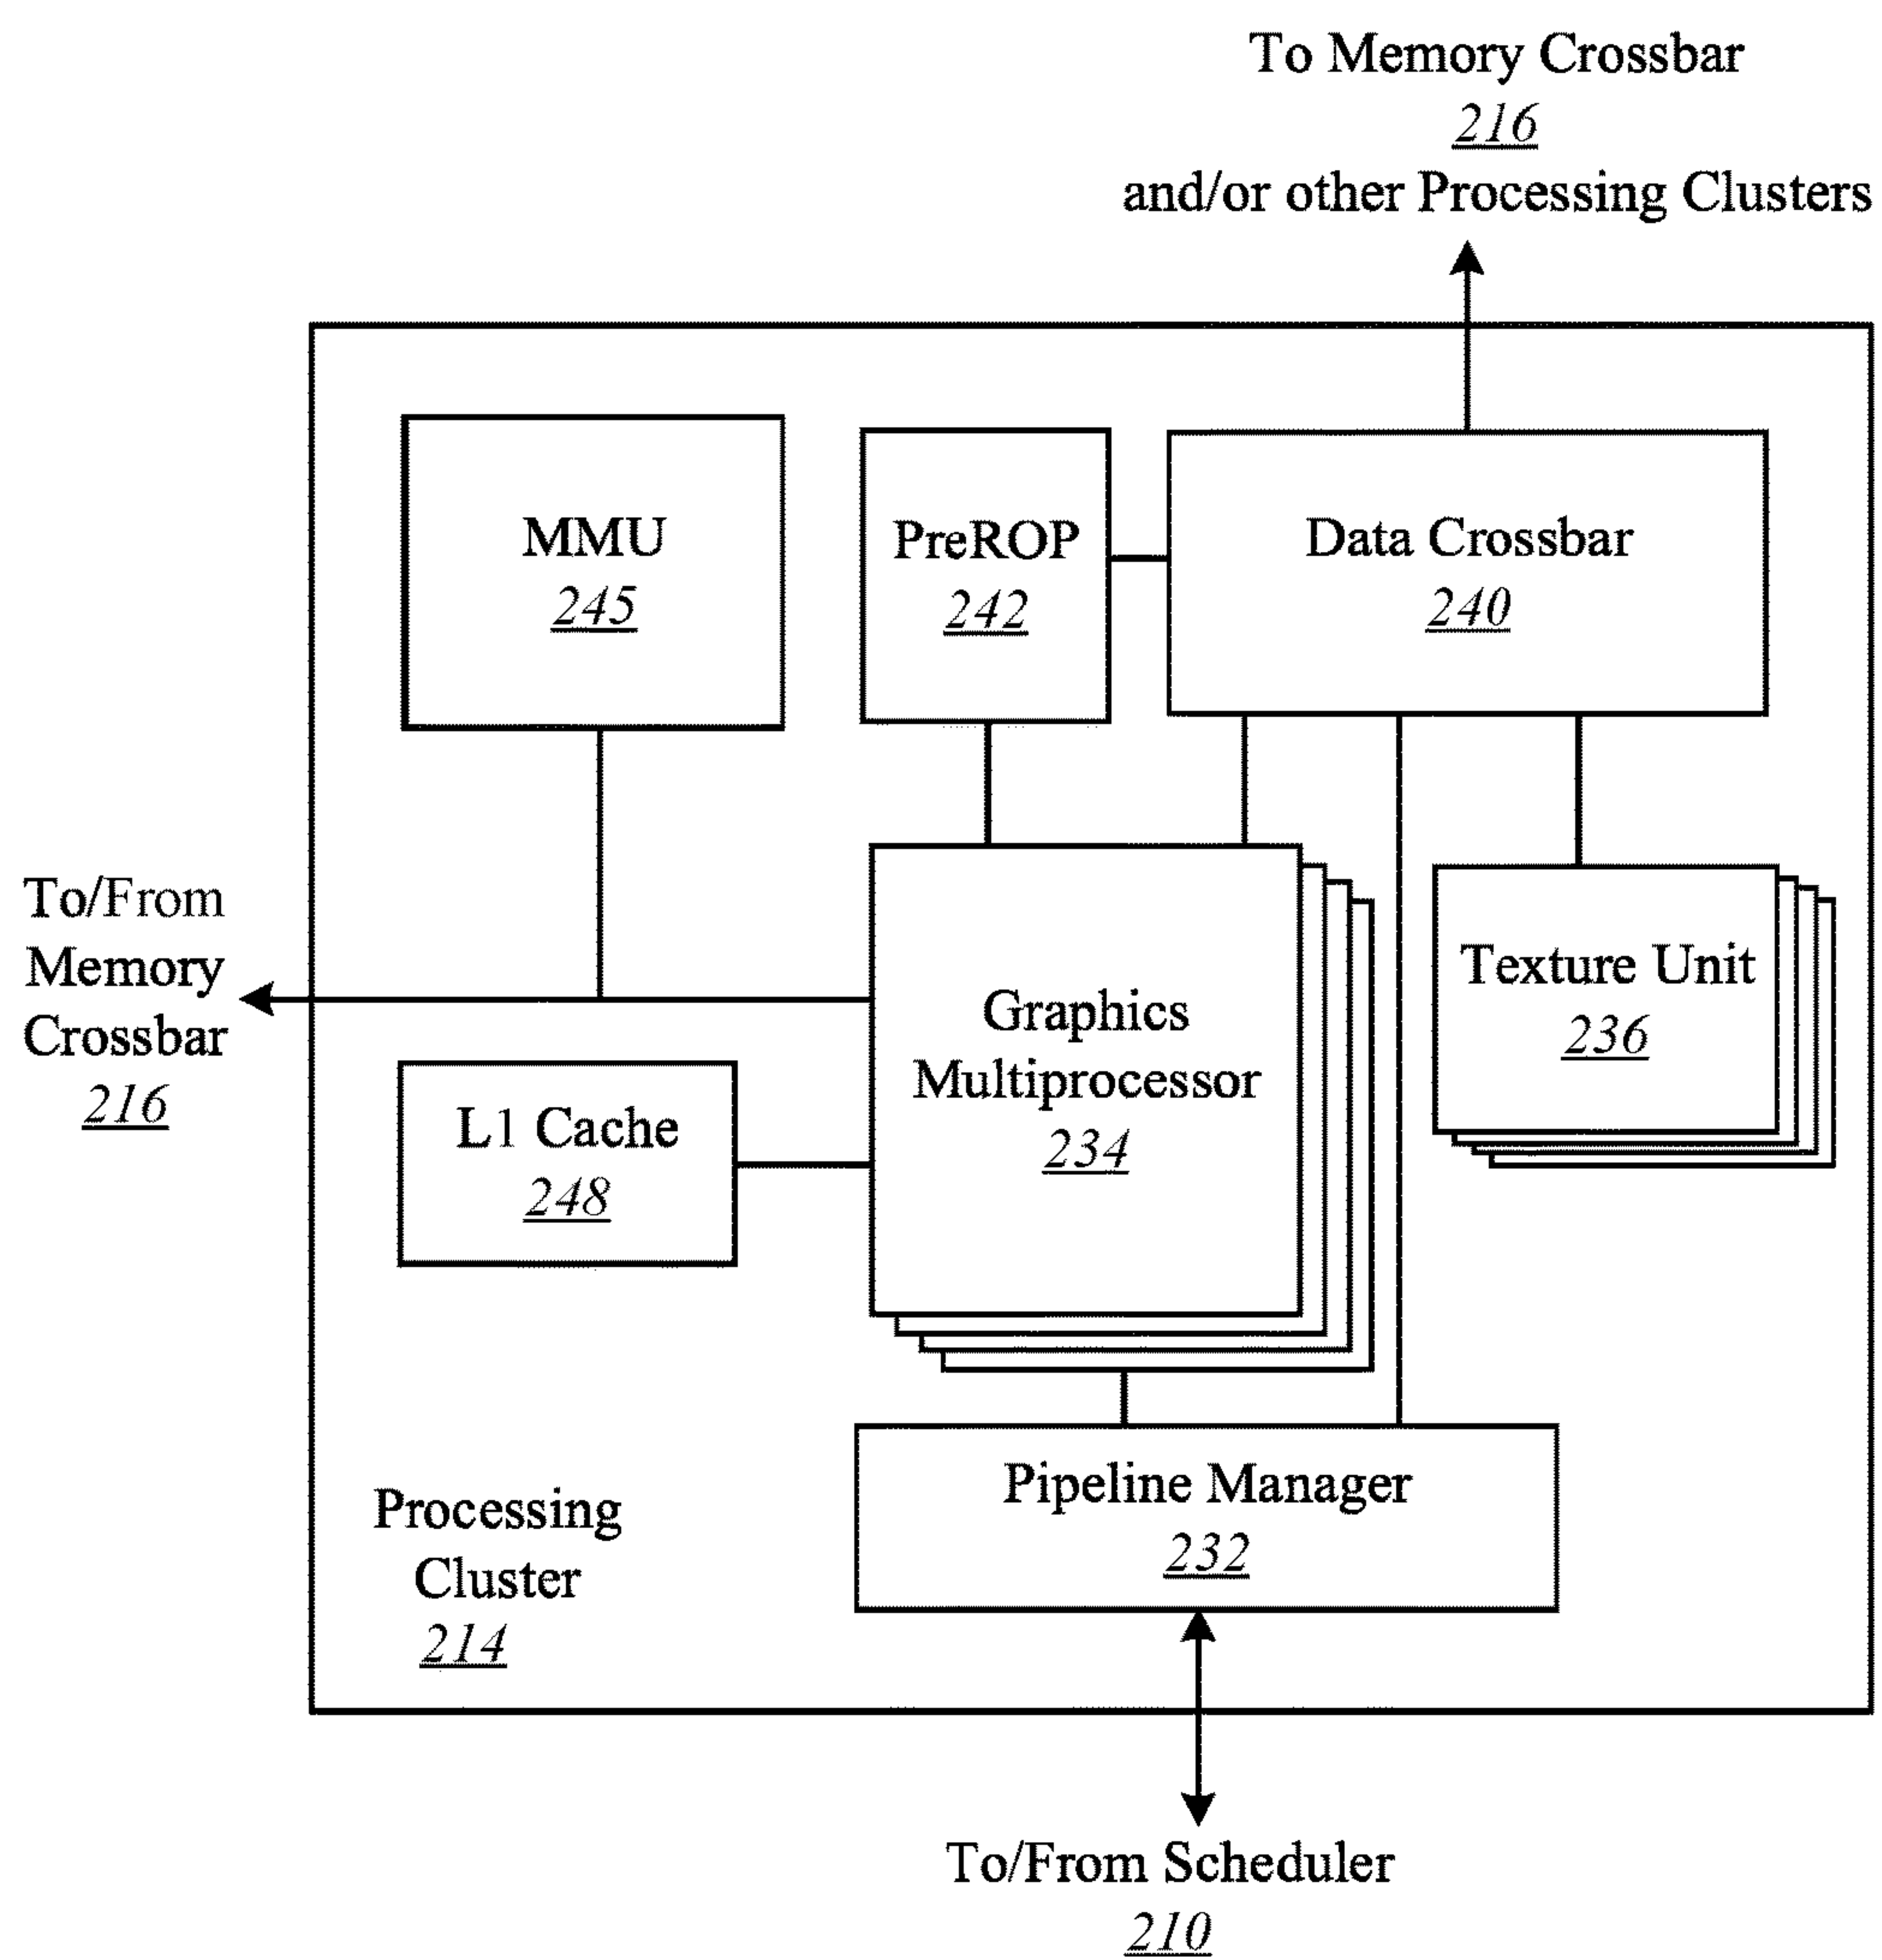 To Memory Crossbar
216
and/or other Processing Clusters
MMU
245
PreROP
242
Data Crossbar
240
To/From
Memory
Crossbar
216
Graphics
Multiprocessor
234
Texture Unit
236
L1 Cache
248
Pipeline Manager
232
Processing
Cluster
214
To/From Scheduler
210